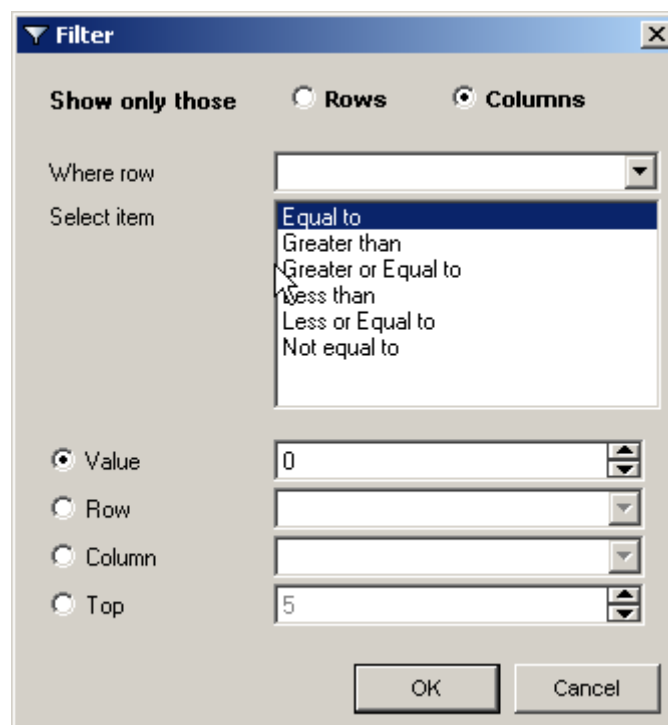 Filter
Show only those Rows Columns
Where row
Select item Equal to
Greater than
Greater or Equal to
Less than
Less or Equal to
Not equal to
Value 0
Row
Column
Top 5
OK Cancel